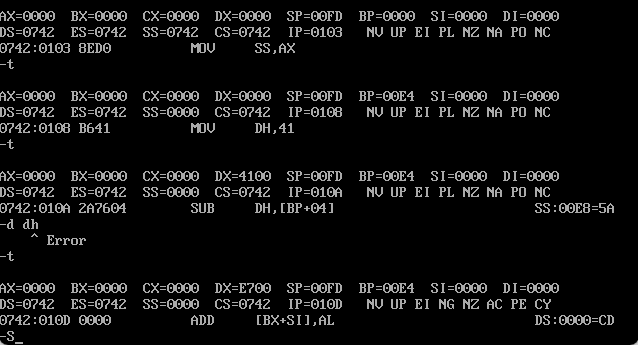 AX=0000 BX=0000 CX=0000 DX=0000 SP=00FD BP=0000 SI=0000 DI=0000
DS=0742 ES=0742 SS=0742 CS=0742 IP=0103 NV UP EI PL NZ NA PO NC
0742:0103 8ED0 MOV SS,AX
-t
AX=0000 BX=0000 CX=0000 DX=0000 SP=00FD BP=00E4 SI=0000 DI=0000
DS=0742 ES=0742 SS=0000 CS=0742 IP=0108 NV UP EI PL NZ NA PO NC
0742:0108 B641 MOV DH,41
-t
AX=0000 BX=0000 CX=0000 DX=4100 SP=00FD BP=00E4 SI=0000 DI=0000
DS=0742 ES=0742 SS=0000 CS=0742 IP=010A NV UP EI PL NZ NA PO NC
0742:010A 2A7604 SUB DH,[BP+04] SS:00E8=5A
-d dh
^ Error
-t
AX=0000 BX=0000 CX=0000 DX=E700 SP=00FD BP=00E4 SI=0000 DI=0000
DS=0742 ES=0742 SS=0000 CS=0742 IP=010D NV UP EI NG NZ AC PE CY
0742:010D 0000 ADD [BX+SI],AL DS:0000=CD
-S_